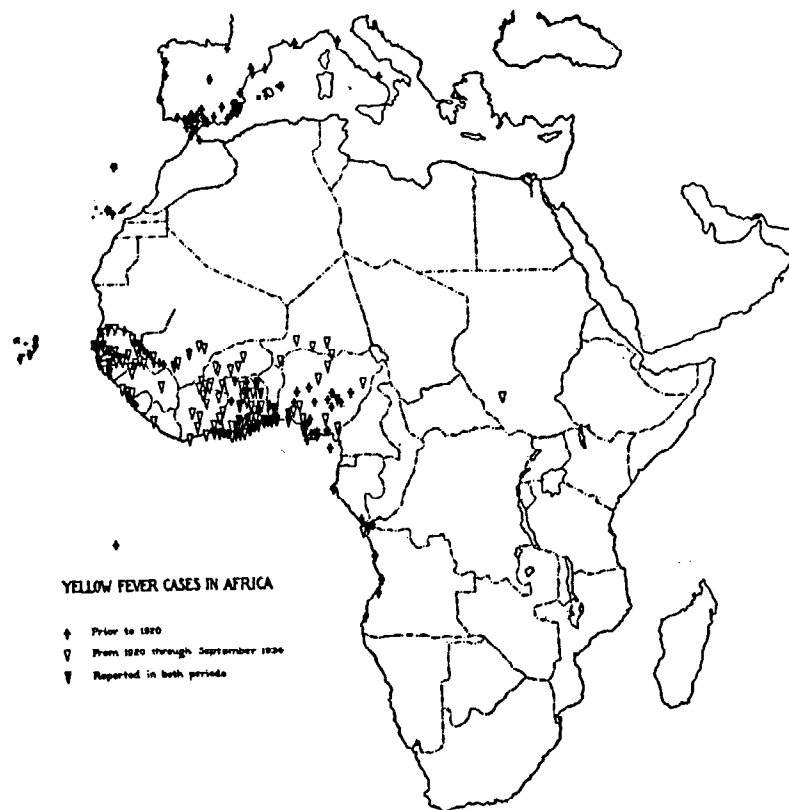 YELLOW FEVER CASES IN AFRICA
Prior to 1920
From 1920 through September 1934
Reported in both periods